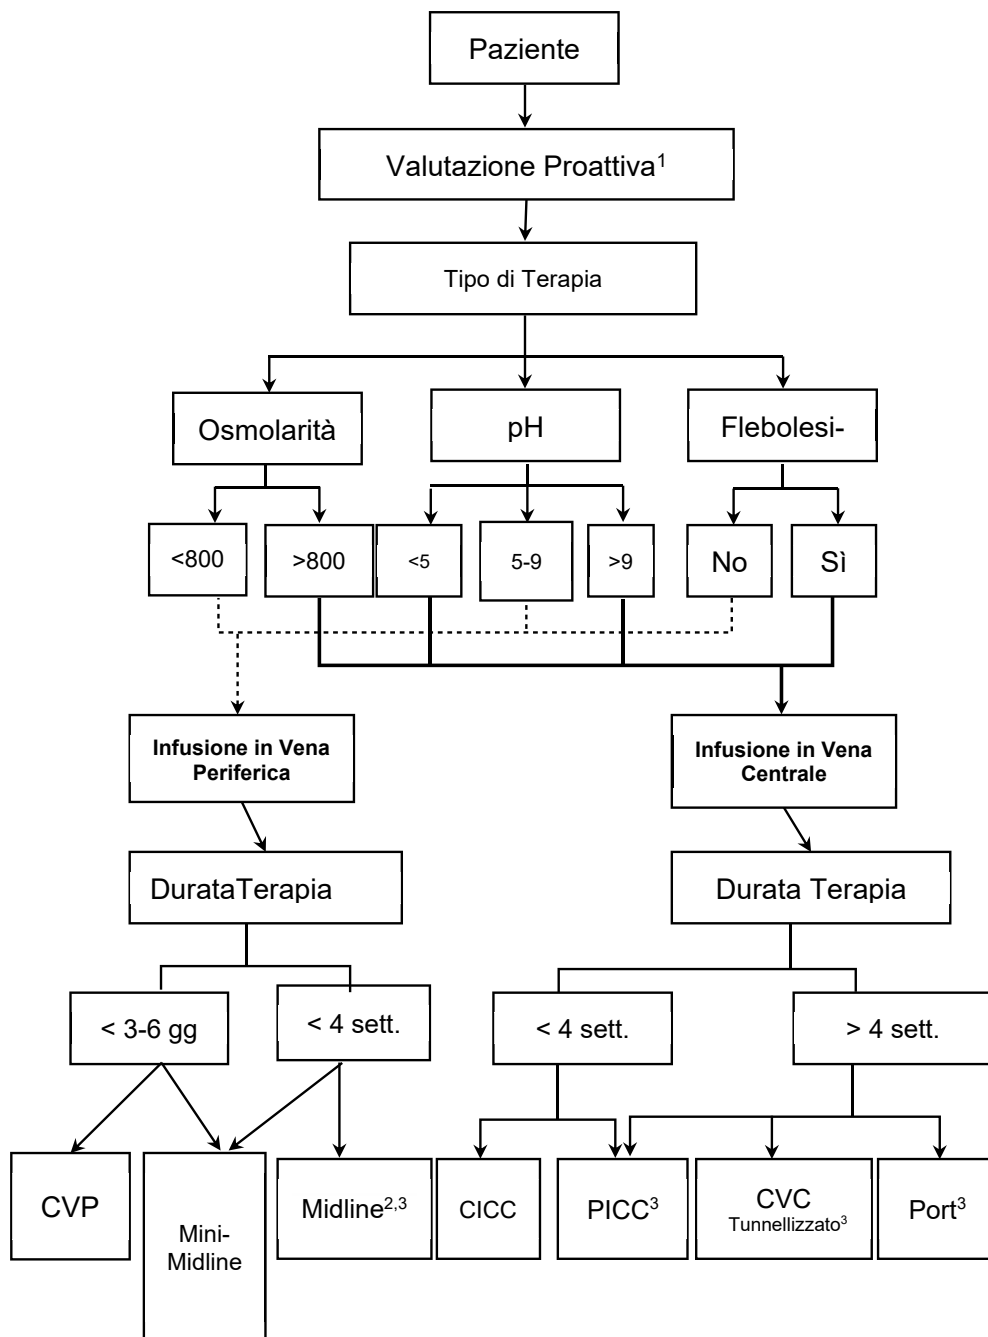 Paziente
Valutazione Proattiva¹
Tipo di Terapia
Osmolarità
pH
Flebolesi-
<800
>800
<5
5-9
>9
No
Sì
Infusione in Vena
Periferica
Infusione in Vena
Centrale
DurataTerapia
Durata Terapia
< 3-6 gg
< 4 sett.
< 4 sett.
> 4 sett.
CVP
Mini-
Midline
Midline²,³
CICC
PICC³
CVC
Tunnellizzato³
Port³